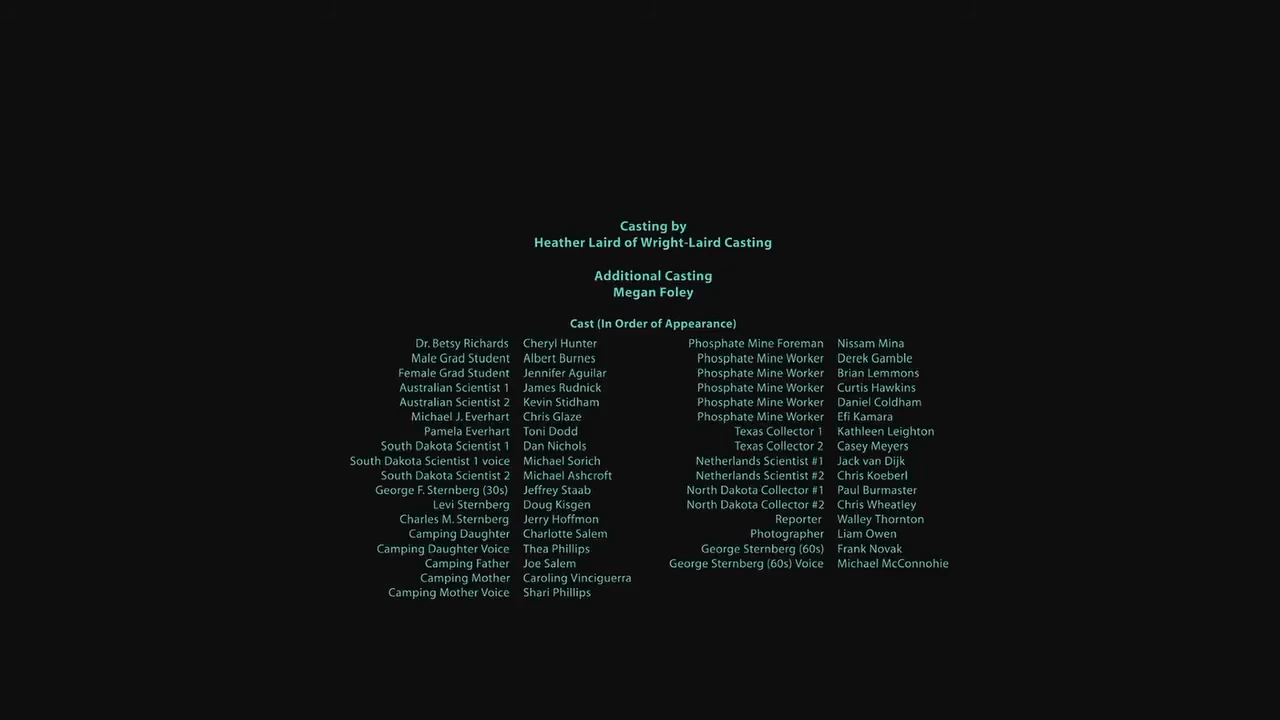 Casting by
Heather Laird of Wright-Laird Casting
Additional Casting
Megan Foley
Cast (In Order of Appearance)
Dr. Betsy Richards Cheryl Hunter
Male Grad Student Albert Burnes
Female Grad Student Jennifer Aguilar
Australian Scientist 1 James Rudnick
Australian Scientist 2 Kevin Stidham
Michael J. Everhart Chris Glaze
Pamela Everhart Toni Dodd
South Dakota Scientist 1 Dan Nichols
South Dakota Scientist 1 voice Michael Sorich
South Dakota Scientist 2 Michael Ashcroft
George F. Sternberg (30s) Jeffrey Staab
Levi Sternberg Doug Kisgen
Charles M. Sternberg Jerry Hoffmon
Camping Daughter Charlotte Salem
Camping Daughter Voice Thea Phillips
Camping Father Joe Salem
Camping Mother Caroling Vinciguerra
Camping Mother Voice Shari Phillips
Phosphate Mine Foreman Nissam Mina
Phosphate Mine Worker Derek Gamble
Phosphate Mine Worker Brian Lemmons
Phosphate Mine Worker Curtis Hawkins
Phosphate Mine Worker Daniel Coldham
Phosphate Mine Worker Efi Kamara
Texas Collector 1 Kathleen Leighton
Texas Collector 2 Casey Meyers
Netherlands Scientist #1 Jack van Dijk
Netherlands Scientist #2 Chris Koeberl
North Dakota Collector #1 Paul Burmaster
North Dakota Collector #2 Chris Wheatley
Reporter Walley Thornton
Photographer Liam Owen
George Sternberg (60s) Frank Novak
George Sternberg (60s) Voice Michael McConnohie